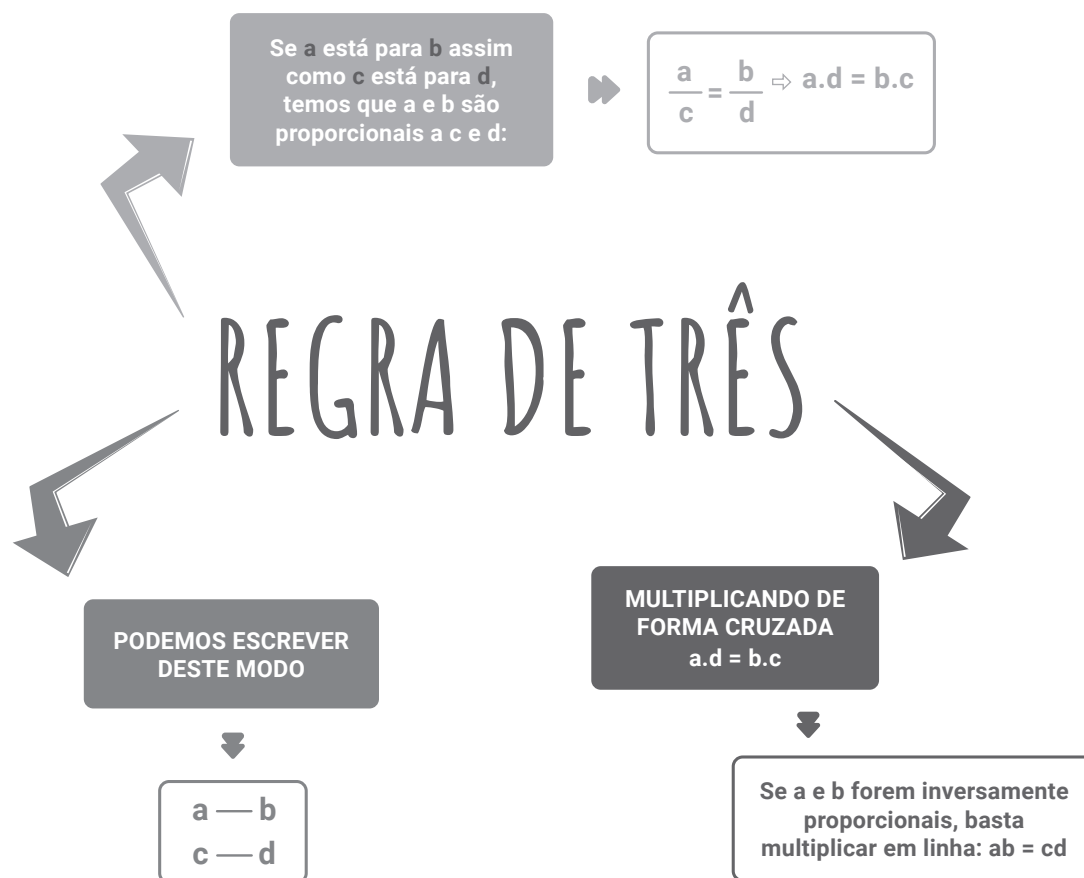 Se a está para b assim
como c está para d,
temos que a e b são
proporcionais a c e d:
a/c = b/d ⇨ a.d = b.c
REGRA DE TRÊS
PODEMOS ESCREVER
DESTE MODO
a — b
c — d
MULTIPLICANDO DE
FORMA CRUZADA
a.d = b.c
Se a e b forem inversamente
proporcionais, basta
multiplicar em linha: ab = cd